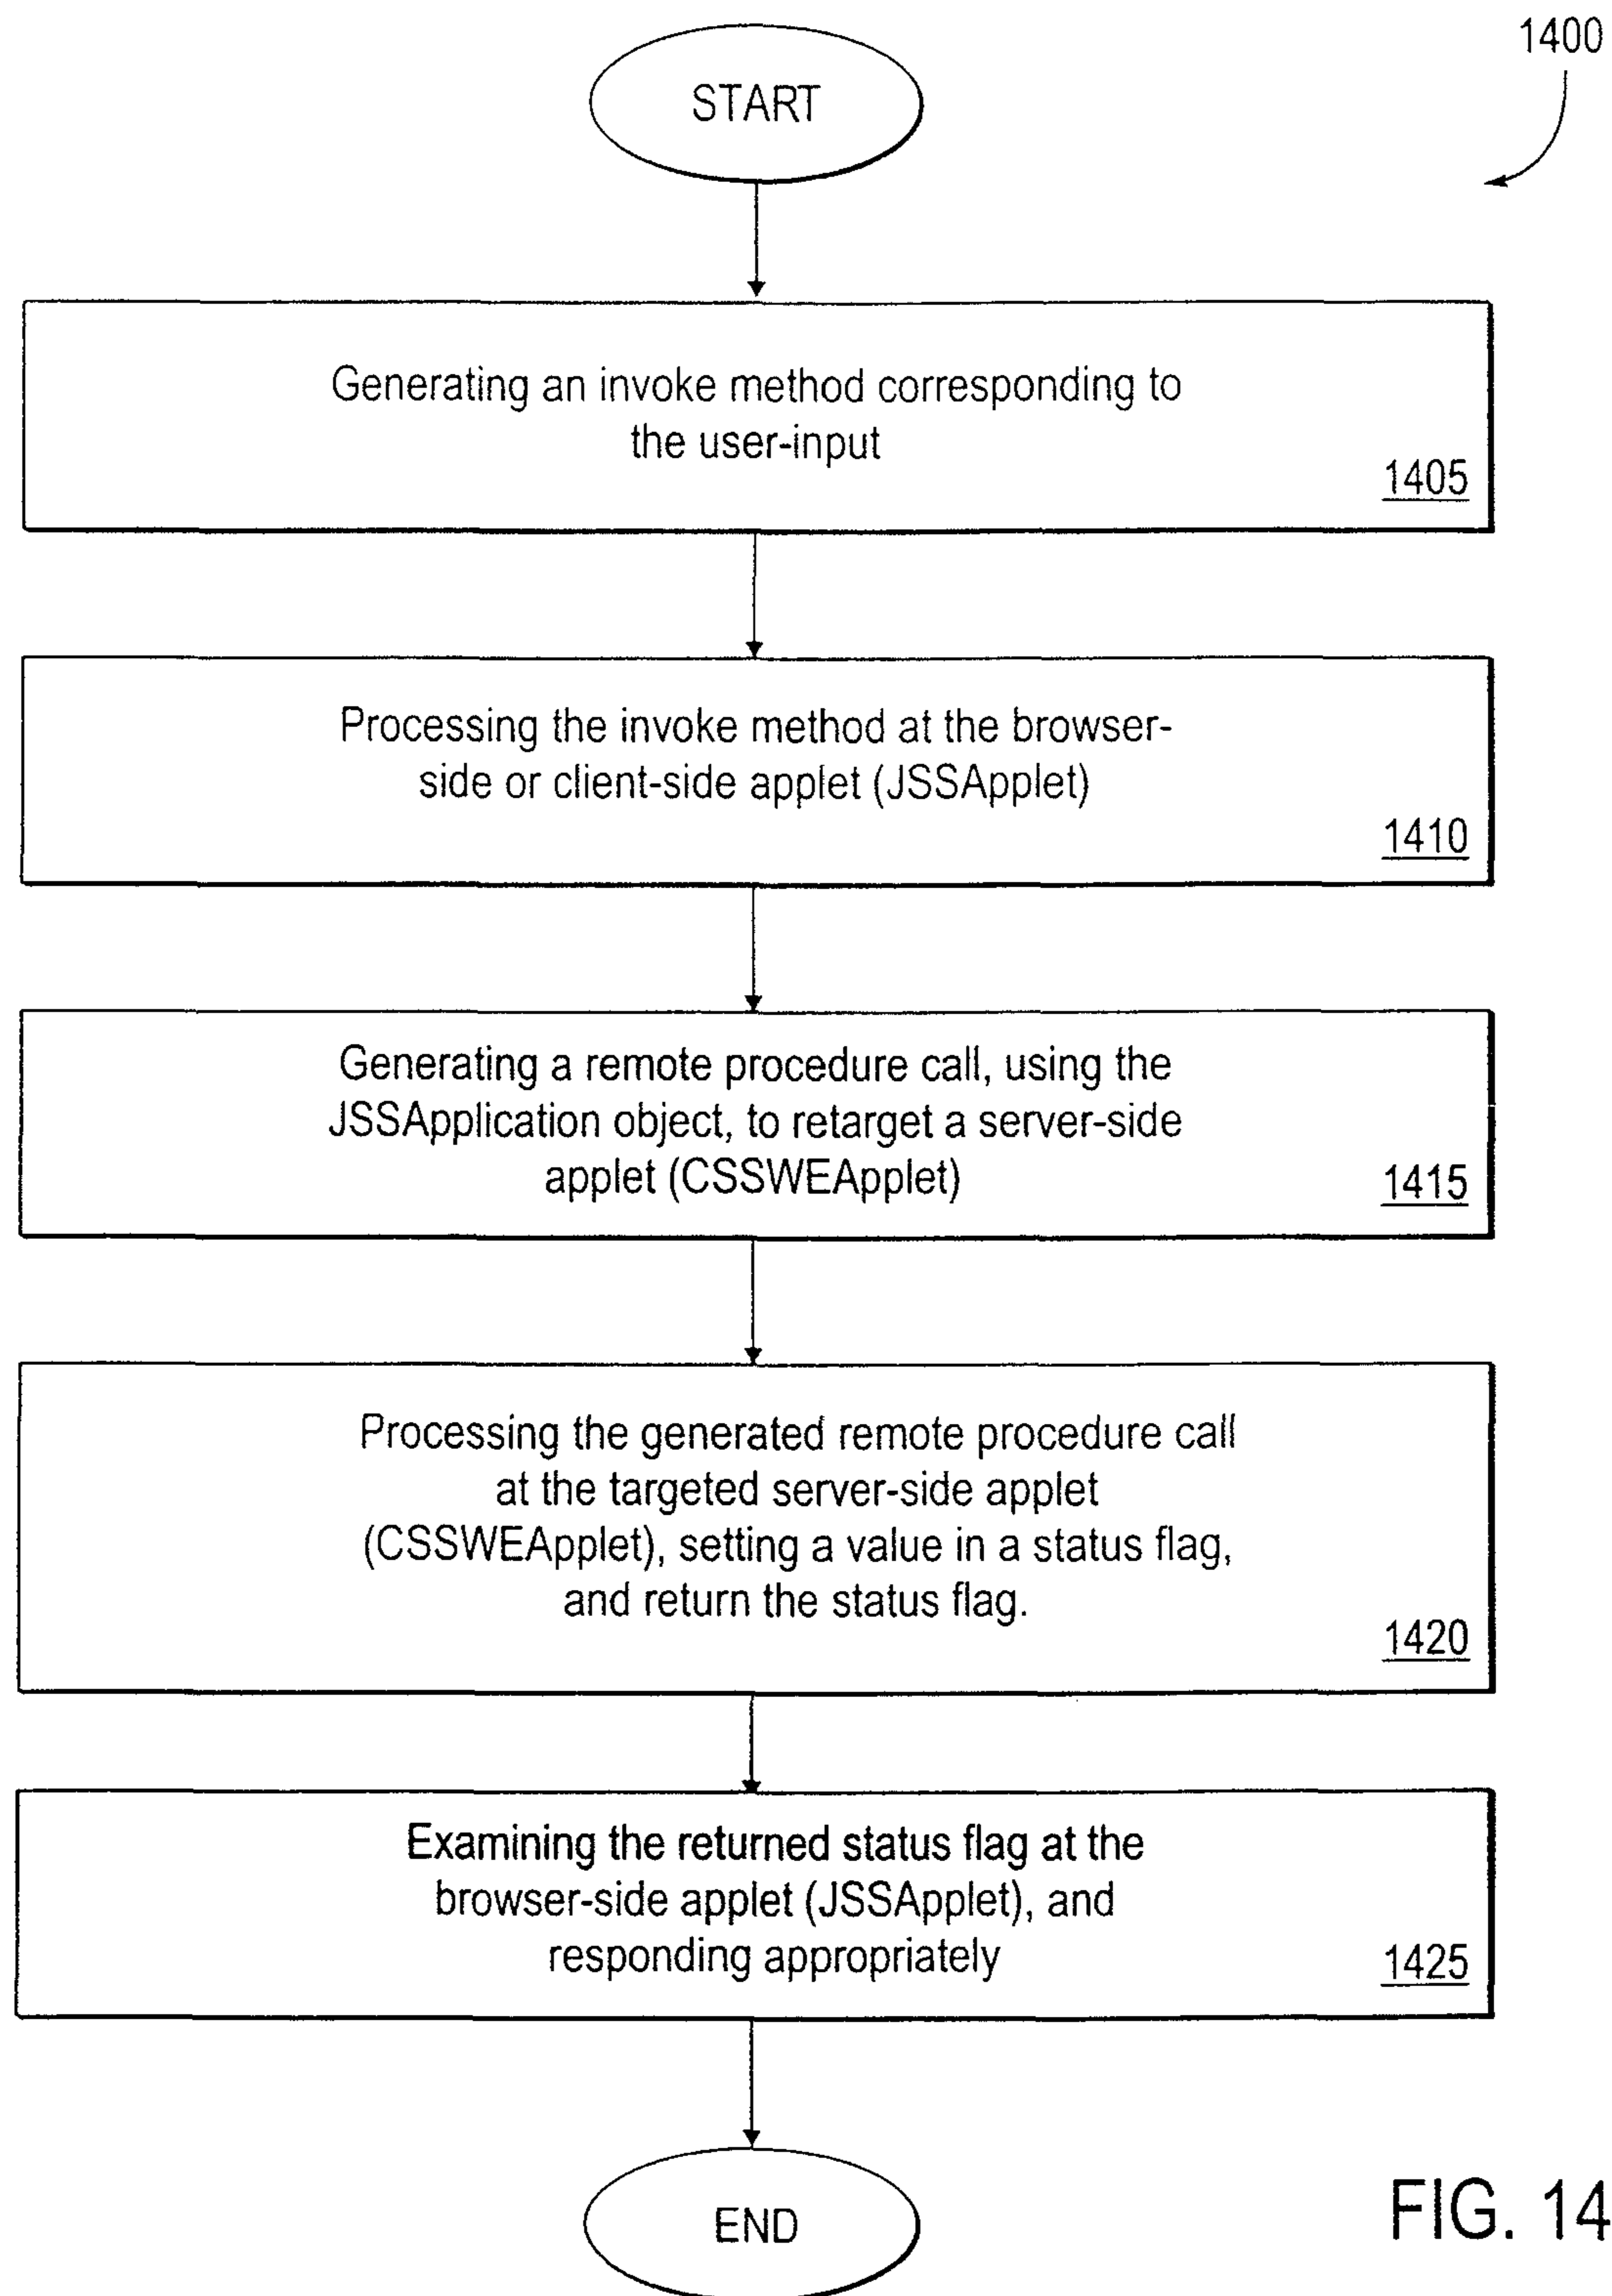 1400
START
Generating an invoke method corresponding to
the user-input
1405
Processing the invoke method at the browser-
side or client-side applet (JSSApplet)
1410
Generating a remote procedure call, using the
JSSApplication object, to retarget a server-side
applet (CSSWEApplet)
1415
Processing the generated remote procedure call
at the targeted server-side applet
(CSSWEApplet), setting a value in a status flag,
and return the status flag.
1420
Examining the returned status flag at the
browser-side applet (JSSApplet), and
responding appropriately
1425
END
FIG. 14